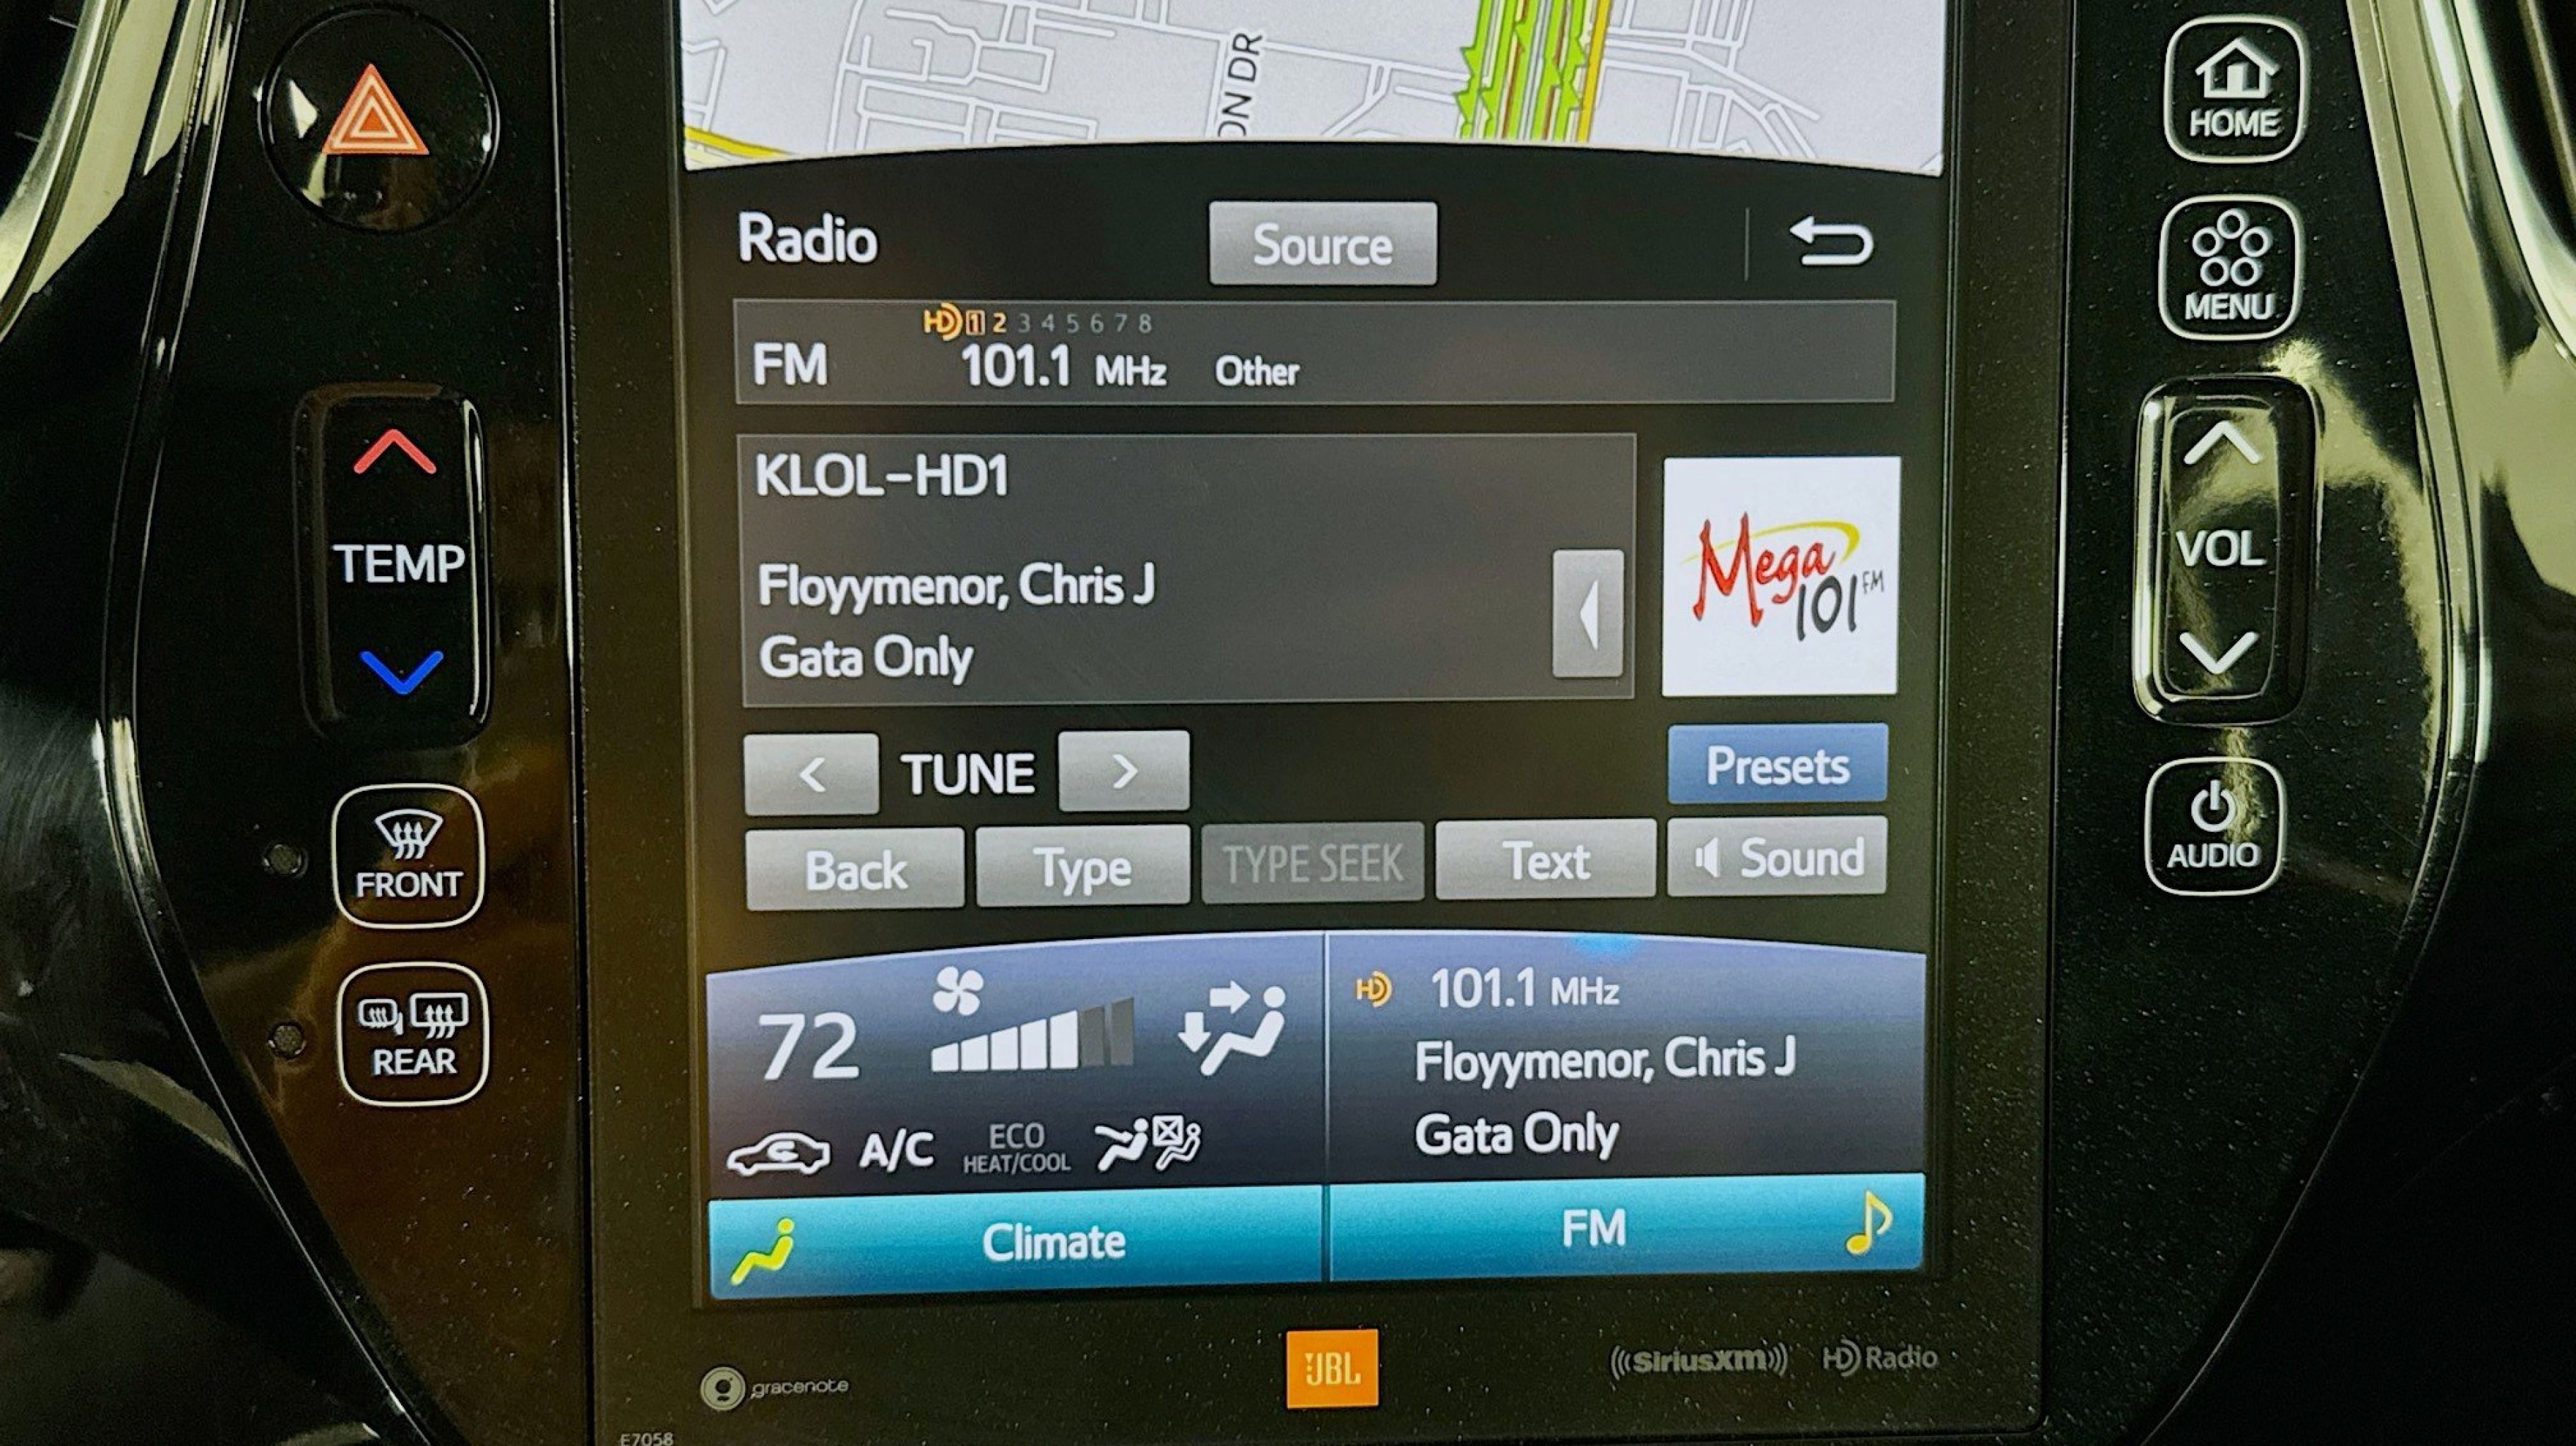 ON DR
HOME
MENU
Radio
Source
HD 1 2 3 4 5 6 7 8
FM 101.1 MHz Other
KLOL-HD1
Floyymenor, Chris J
Gata Only
Mega
101 FM
TEMP
VOL
TUNE
Presets
Back Type TYPE SEEK Text Sound
FRONT
AUDIO
REAR
72
A/C
ECO
HEAT/COOL
HD 101.1 MHz
Floyymenor, Chris J
Gata Only
Climate
FM
gracenote
JBL
SiriusXM
HD Radio
E7058